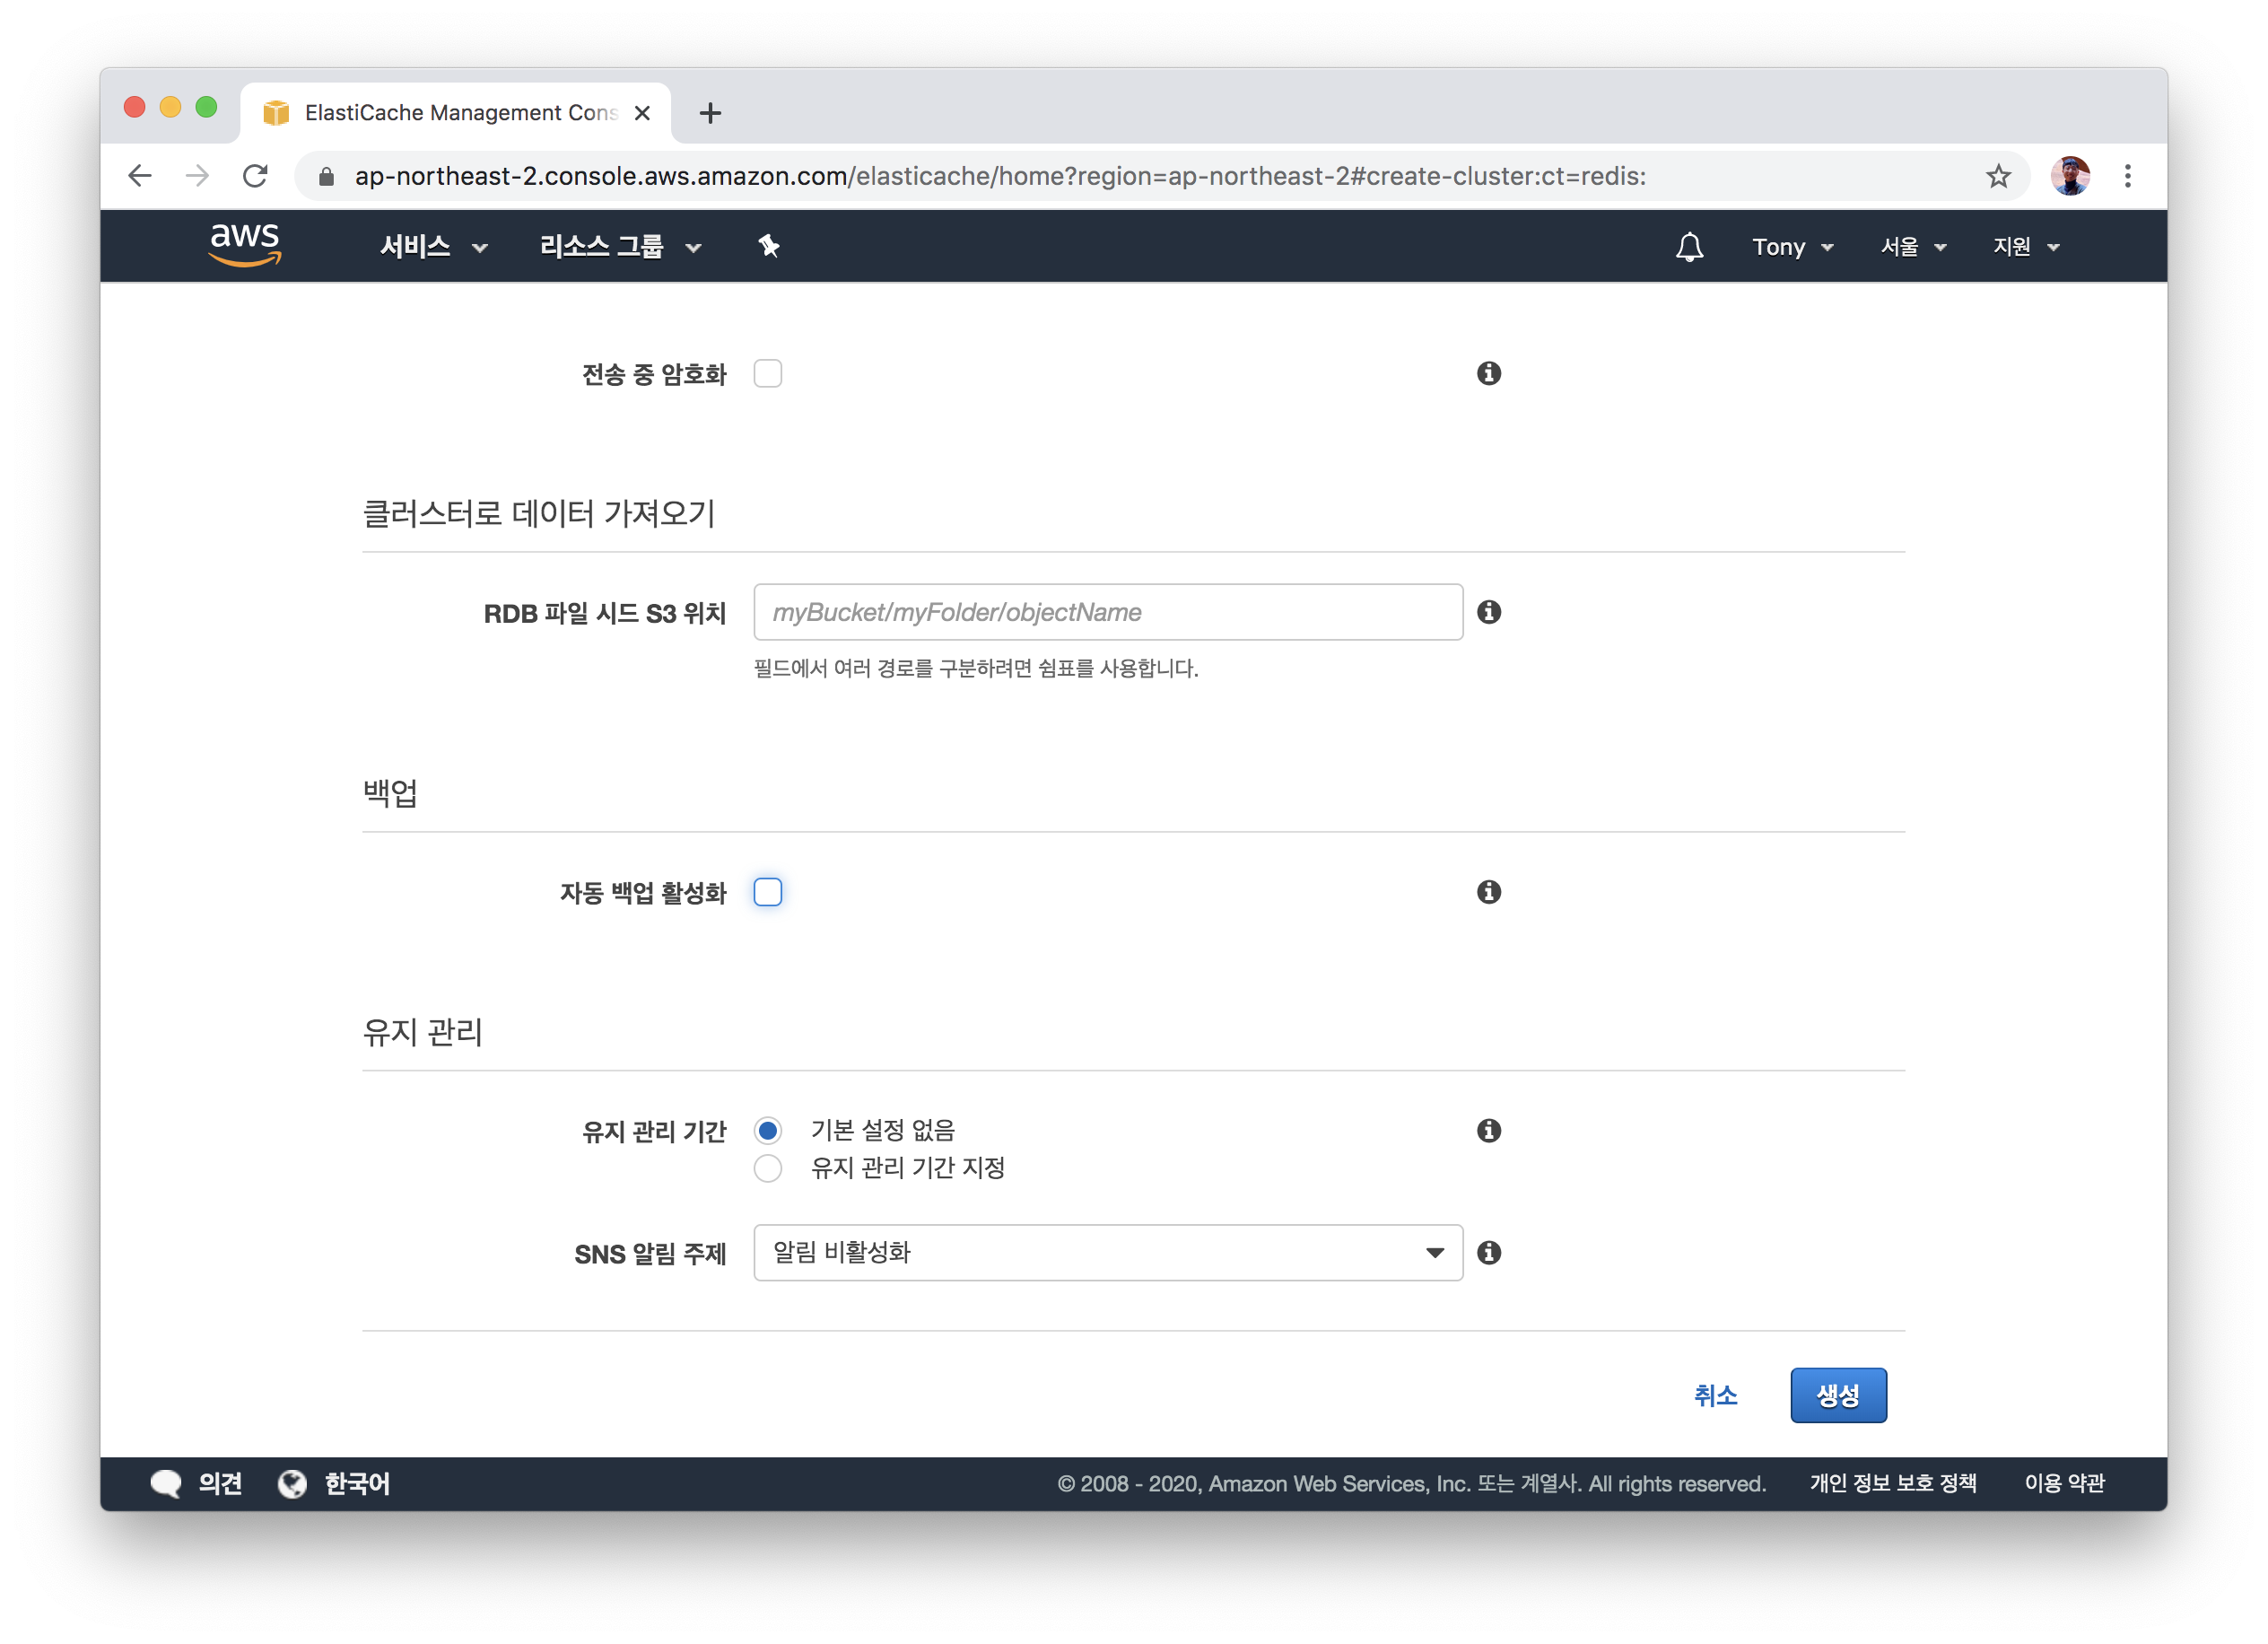 ElastiCache Management Cons
ap-northeast-2.console.aws.amazon.com/elasticache/home?region=ap-northeast-2#create-cluster:ct=redis:
aws 서비스 리소스 그룹 Tony 서울 지원
전송 중 암호화
클러스터로 데이터 가져오기
RDB 파일 시드 S3 위치 myBucket/myFolder/objectName
필드에서 여러 경로를 구분하려면 쉼표를 사용합니다.
백업
자동 백업 활성화
유지 관리
유지 관리 기간 기본 설정 없음
유지 관리 기간 지정
SNS 알림 주제 알림 비활성화
취소 생성
의견 한국어 © 2008 - 2020, Amazon Web Services, Inc. 또는 계열사. All rights reserved. 개인 정보 보호 정책 이용 약관